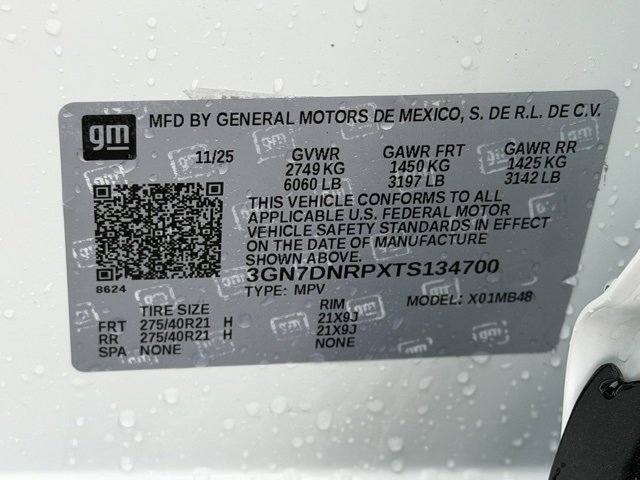 gm MFD BY GENERAL MOTORS DE MEXICO, S. DE R.L. DE C.V.
11/25 GVWR GAWR FRT GAWR RR
2749 KG 1450 KG 1425 KG
6060 LB 3197 LB 3142 LB
THIS VEHICLE CONFORMS TO ALL
APPLICABLE U.S. FEDERAL MOTOR
VEHICLE SAFETY STANDARDS IN EFFECT
ON THE DATE OF MANUFACTURE SHOWN ABOVE.
3GN7DNRPXTS134700
8624 TYPE: MPV MODEL: X01MB48
TIRE SIZE RIM
FRT 275/40R21 H 21X9J
RR 275/40R21 H 21X9J
SPA NONE NONE